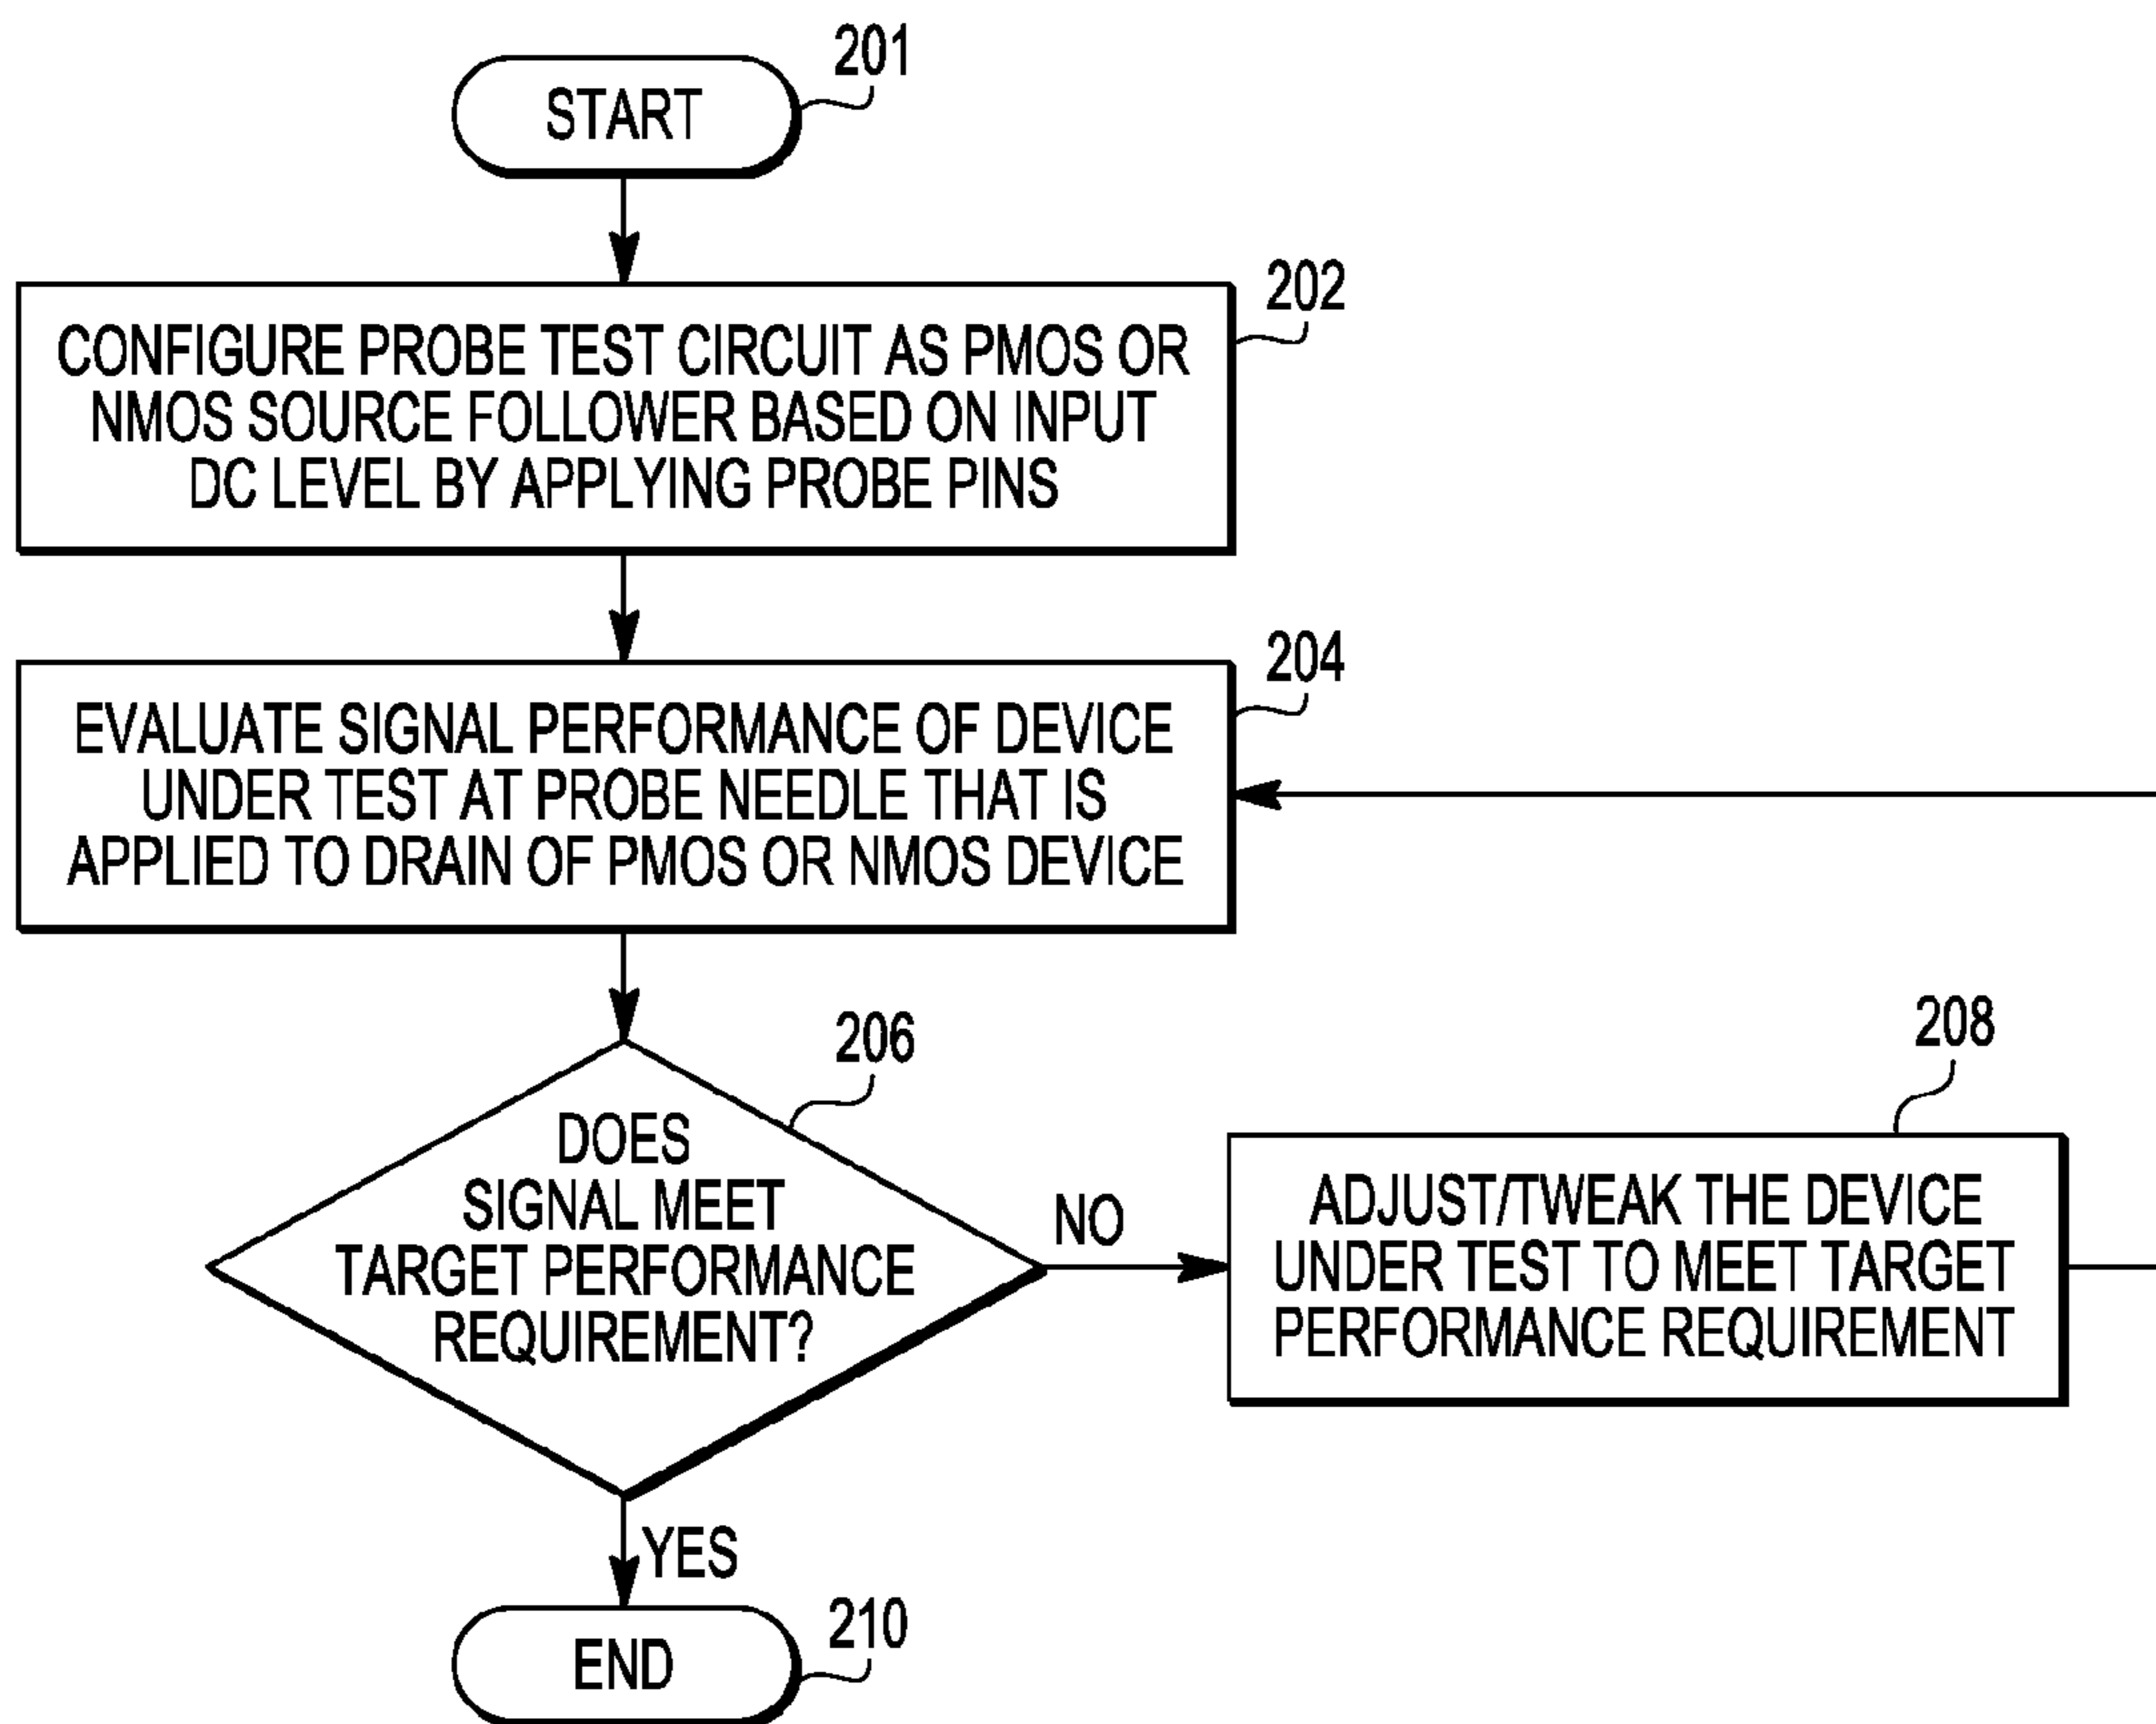 201
START
202
CONFIGURE PROBE TEST CIRCUIT AS PMOS OR
NMOS SOURCE FOLLOWER BASED ON INPUT
DC LEVEL BY APPLYING PROBE PINS
204
EVALUATE SIGNAL PERFORMANCE OF DEVICE
UNDER TEST AT PROBE NEEDLE THAT IS
APPLIED TO DRAIN OF PMOS OR NMOS DEVICE
206
DOES
SIGNAL MEET
TARGET PERFORMANCE
REQUIREMENT?
NO
208
ADJUST/TWEAK THE DEVICE
UNDER TEST TO MEET TARGET
PERFORMANCE REQUIREMENT
YES
210
END